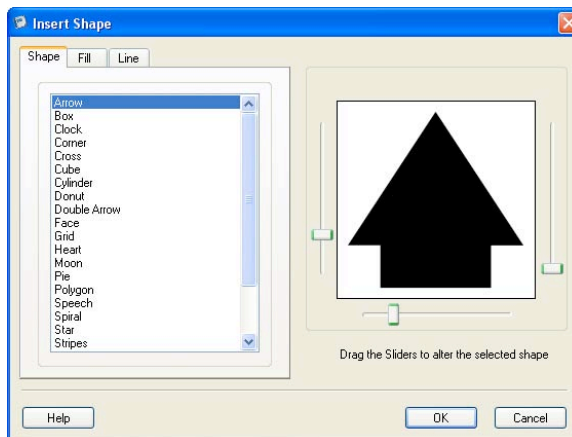 Insert Shape
Shape Fill Line
Arrow
Box
Clock
Corner
Cross
Cube
Cylinder
Donut
Double Arrow
Face
Grid
Heart
Moon
Pie
Polygon
Speech
Spiral
Star
Stripes
Drag the Sliders to alter the selected shape
Help OK Cancel